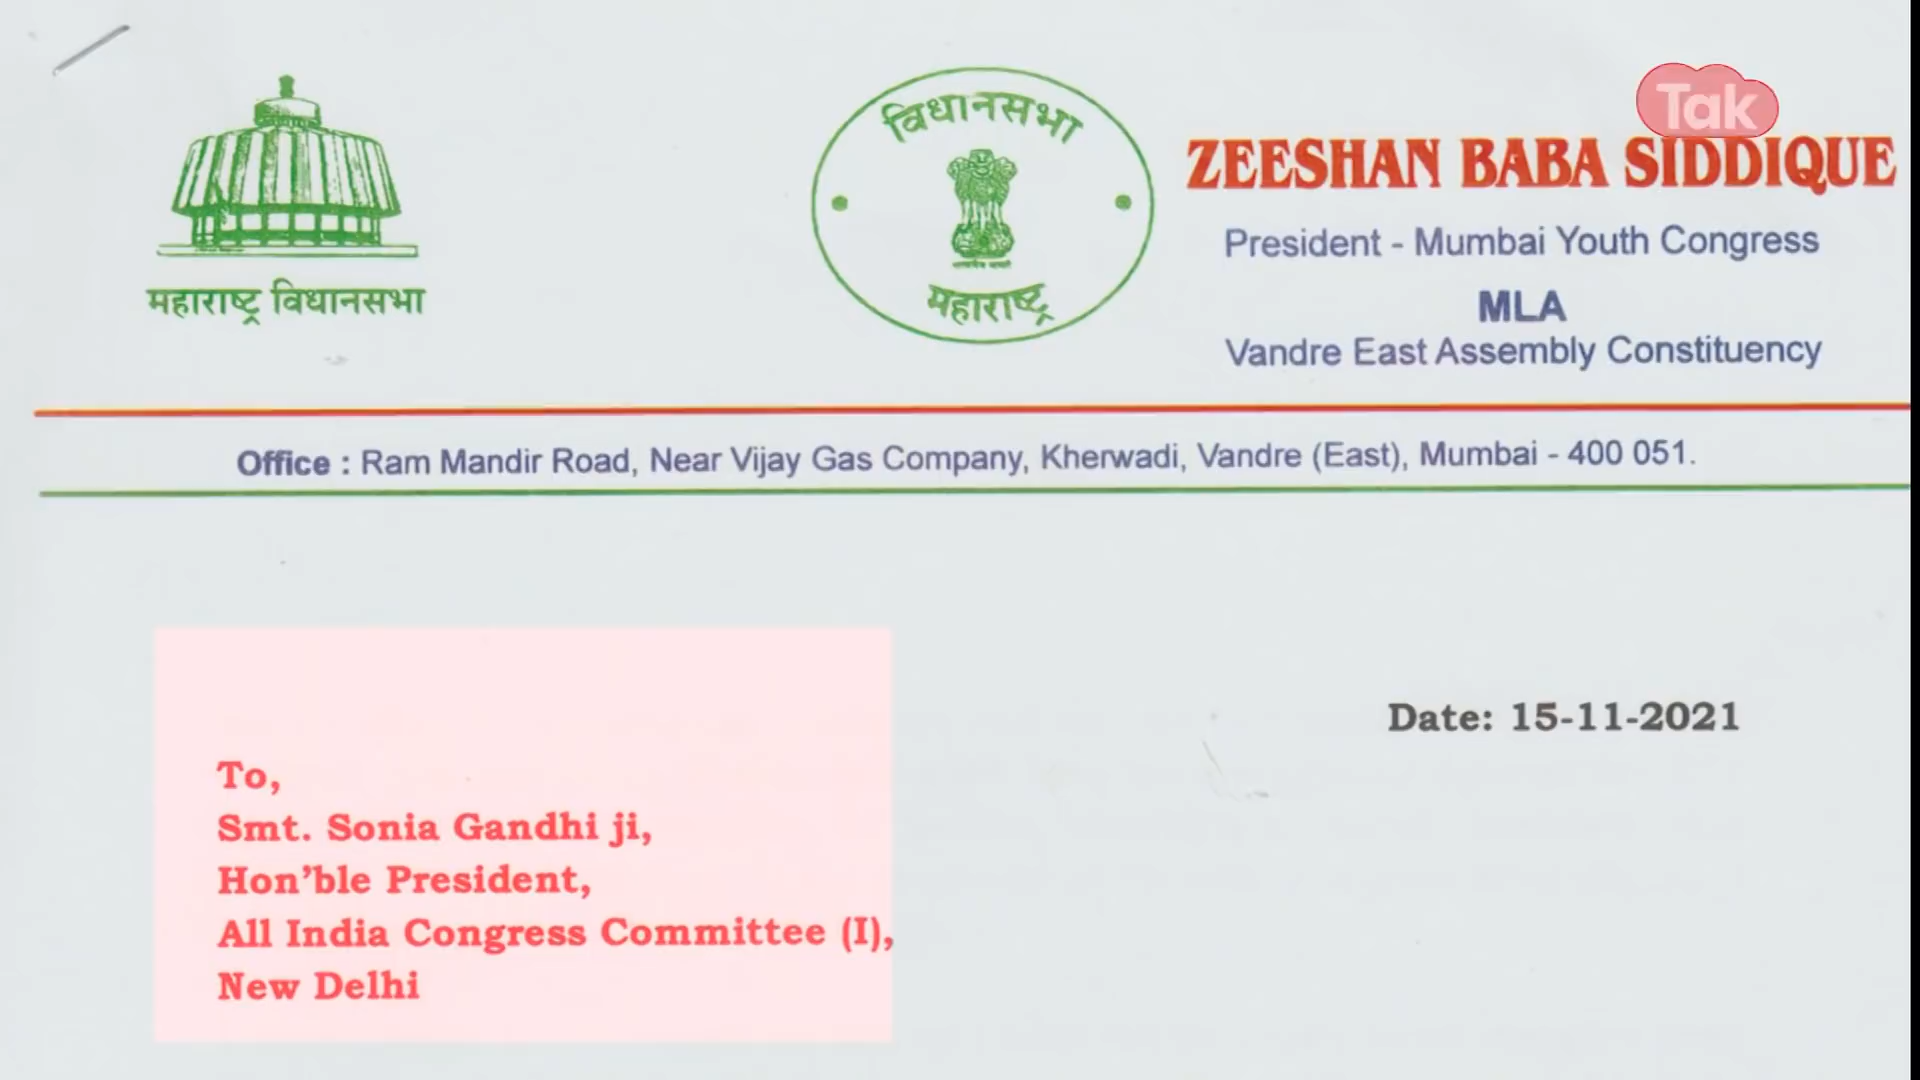 Tak
विधानसभा
महाराष्ट्र
महाराष्ट्र विधानसभा
ZEESHAN BABA SIDDIQUE
President - Mumbai Youth Congress
MLA
Vandre East Assembly Constituency
Office : Ram Mandir Road, Near Vijay Gas Company, Kherwadi, Vandre (East), Mumbai - 400 051.
Date: 15-11-2021
To,
Smt. Sonia Gandhi ji,
Hon'ble President,
All India Congress Committee (I),
New Delhi